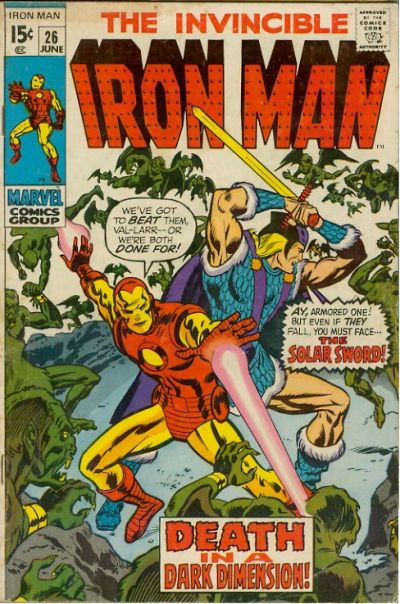 IRON MAN
15¢
26
JUNE
CC
MARVEL
COMICS
GROUP
THE INVINCIBLE
IRON MAN
TM
APPROVED
BY THE
COMICS
CODE
AUTHORITY
WE'VE GOT
TO BEAT THEM,
VAL-LARR--OR
WE'RE BOTH
DONE FOR!
AY, ARMORED ONE!
BUT EVEN IF THEY
FALL, YOU MUST FACE...
THE
SOLAR SWORD!
DEATH
IN A
DARK DIMENSION!